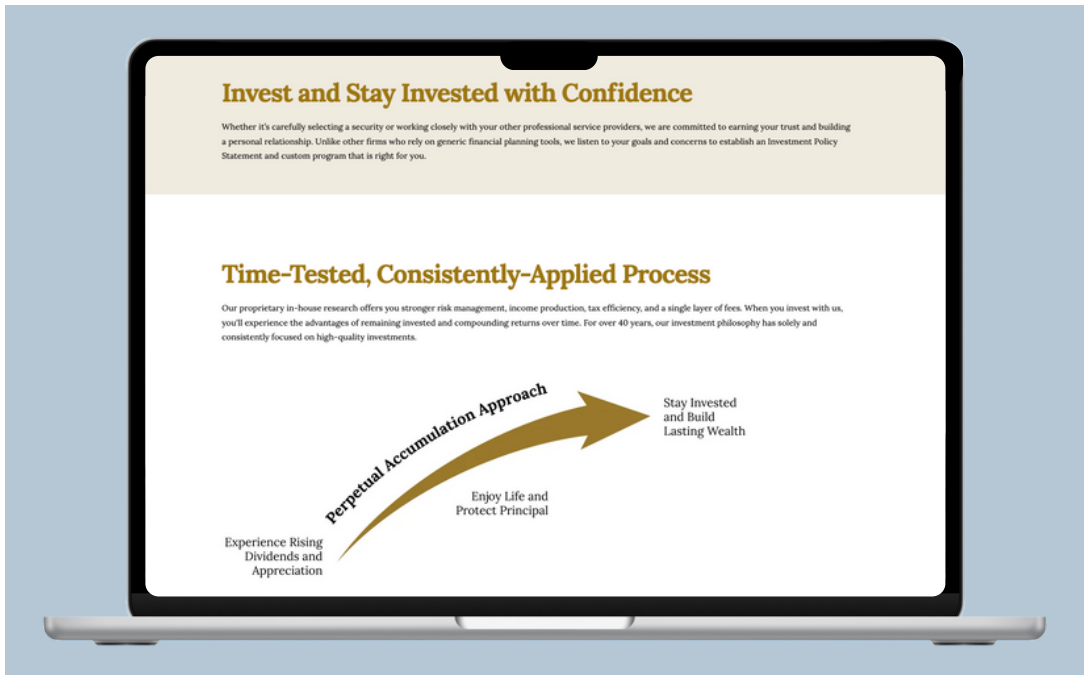 Invest and Stay Invested with Confidence
Whether it's carefully selecting a security or working closely with your other professional service providers, we are committed to earning your trust and building
a personal relationship. Unlike other firms who rely on generic financial planning tools, we listen to your goals and concerns to establish an Investment Policy
Statement and custom program that is right for you.
Time-Tested, Consistently-Applied Process
Our proprietary in-house research offers you stronger risk management, income production, tax efficiency, and a single layer of fees. When you invest with us,
you'll experience the advantages of remaining invested and compounding returns over time. For over 40 years, our investment philosophy has solely and
consistently focused on high-quality investments.
Perpetual Accumulation Approach
Stay Invested
and Build
Lasting Wealth
Enjoy Life and
Protect Principal
Experience Rising
Dividends and
Appreciation